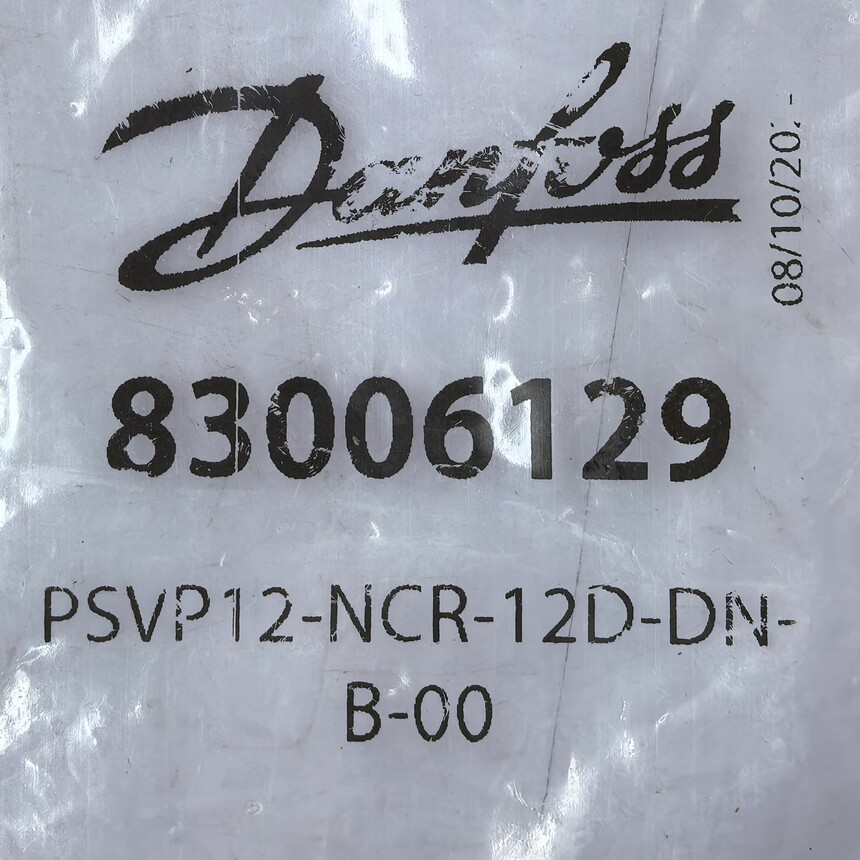 Danfoss
83006129
PSVP12-NCR-12D-DN-
B-00